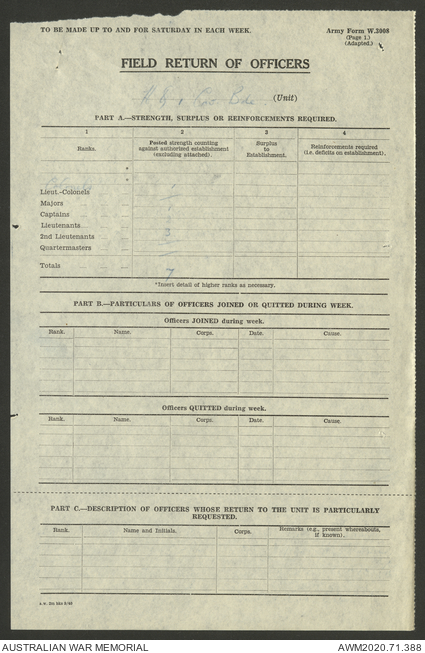 TO BE MADE UP TO AND FOR SATURDAY IN EACH WEEK.
Army Form W.3008
(Page 1.)
(Adapted.)
FIELD RETURN OF OFFICERS
(Unit)
PART A.—STRENGTH, SURPLUS OR REINFORCEMENTS REQUIRED.
1 2 3 4
Ranks. Posted strength counting against authorized establishment (excluding attached). Surplus to Establishment. Reinforcements required (i.e. deficits on establishment).
*
*
Lieut.-Colonels
Majors
Captains
Lieutenants
2nd Lieutenants
Quartermasters
Totals 7
*Insert detail of higher ranks as necessary.
PART B.—PARTICULARS OF OFFICERS JOINED OR QUITTED DURING WEEK.
Officers JOINED during week.
Rank. Name. Corps. Date. Cause.
Officers QUITTED during week.
Rank. Name. Corps. Date. Cause.
PART C.—DESCRIPTION OF OFFICERS WHOSE RETURN TO THE UNIT IS PARTICULARLY
REQUESTED.
Rank. Name and Initials. Corps. Remarks (e.g., present whereabouts, if known).
AUSTRALIAN WAR MEMORIAL AWM2020.71.388